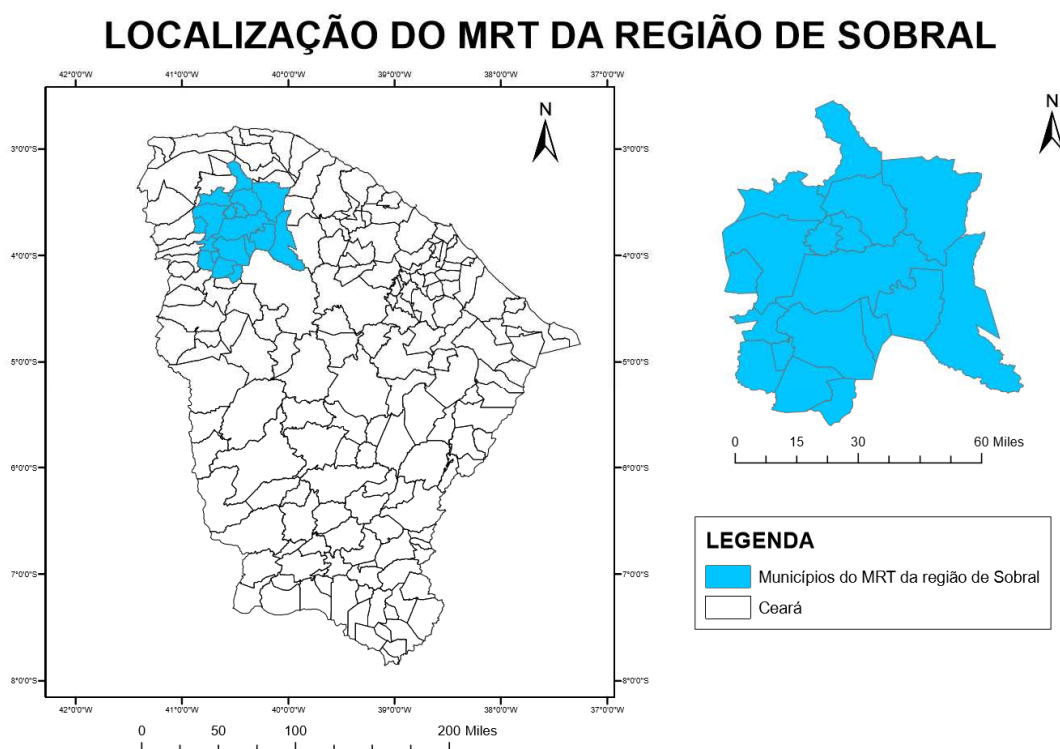 LOCALIZAÇÃO DO MRT DA REGIÃO DE SOBRAL
42°0'0"W 41°0'0"W 40°0'0"W 39°0'0"W 38°0'0"W 37°0'0"W
N
N
3°0'0"S 3°0'0"S
4°0'0"S 4°0'0"S
5°0'0"S 5°0'0"S
6°0'0"S 6°0'0"S
7°0'0"S 7°0'0"S
8°0'0"S 8°0'0"S
42°0'0"W 41°0'0"W 40°0'0"W 39°0'0"W 38°0'0"W 37°0'0"W
0 50 100 200 Miles
0 15 30 60 Miles
LEGENDA
Municípios do MRT da região de Sobral
Ceará